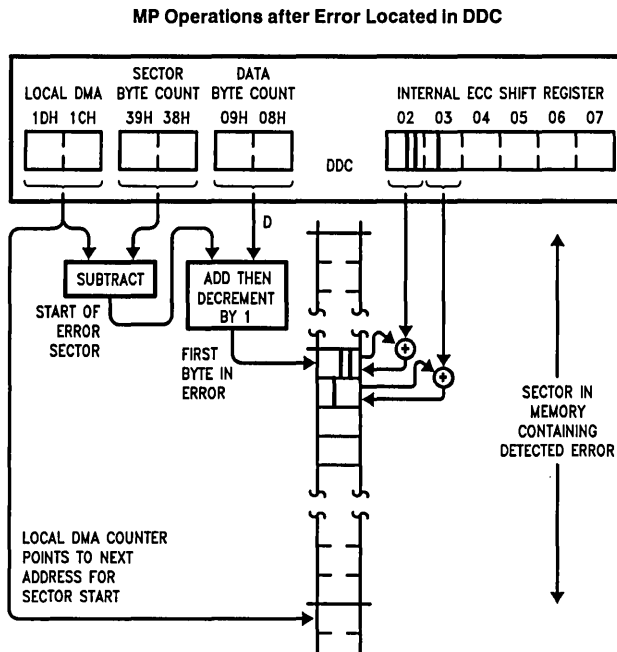 MP Operations after Error Located in DDC
LOCAL DMA
1DH 1CH
SECTOR
BYTE COUNT
39H 38H
DATA
BYTE COUNT
09H 08H
DDC
INTERNAL ECC SHIFT REGISTER
02 03 04 05 06 07
D
SUBTRACT
ADD THEN
DECREMENT
BY 1
START OF
ERROR
SECTOR
FIRST
BYTE IN
ERROR
SECTOR IN
MEMORY
CONTAINING
DETECTED ERROR
LOCAL DMA COUNTER
POINTS TO NEXT
ADDRESS FOR
SECTOR START